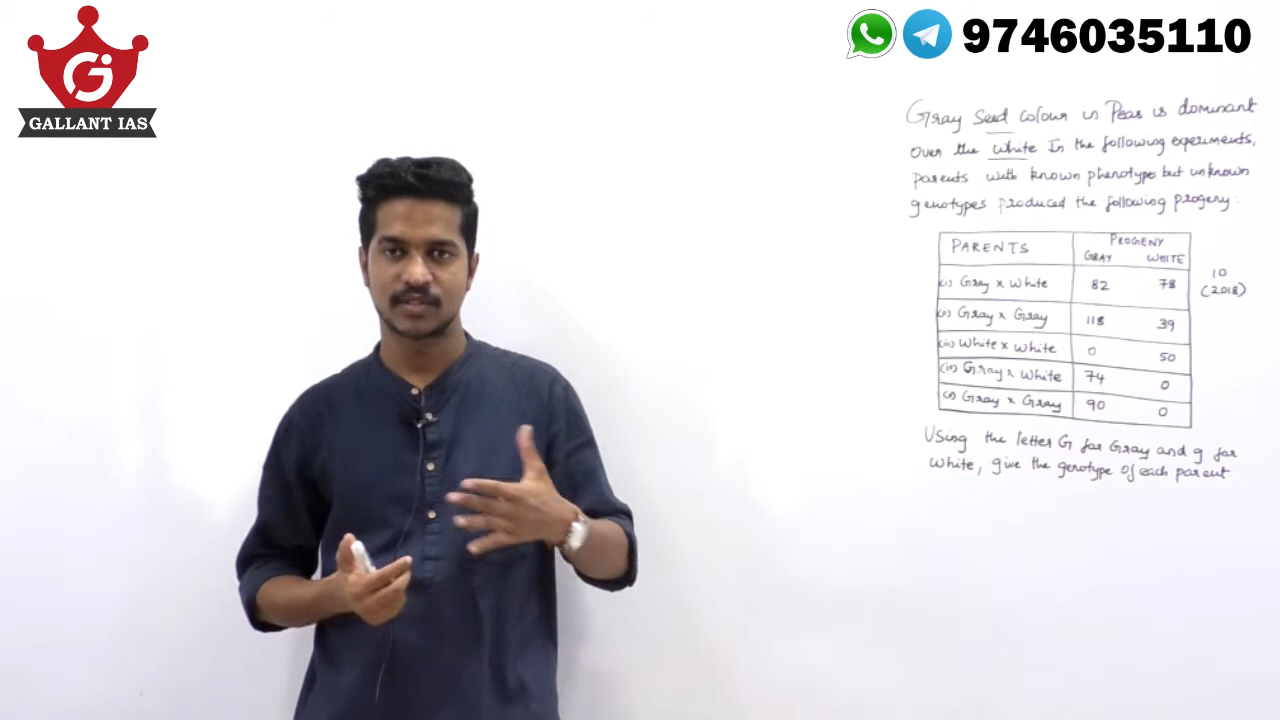 GALLANT IAS
9746035110
Gray Seed colour in Peas is dominant
over the white In the following experiments,
parents with known phenotype but unknown
genotypes produced the following progeny:
PARENTS PROGENY
GRAY WHITE
(i) Gray x White 82 78
(ii) Gray x Gray 118 39
(iii) White x White 0 50
(iv) Gray x White 74 0
(v) Gray x Gray 90 0
10
(2018)
Using the letter G for Gray and g for
White, give the genotype of each parent